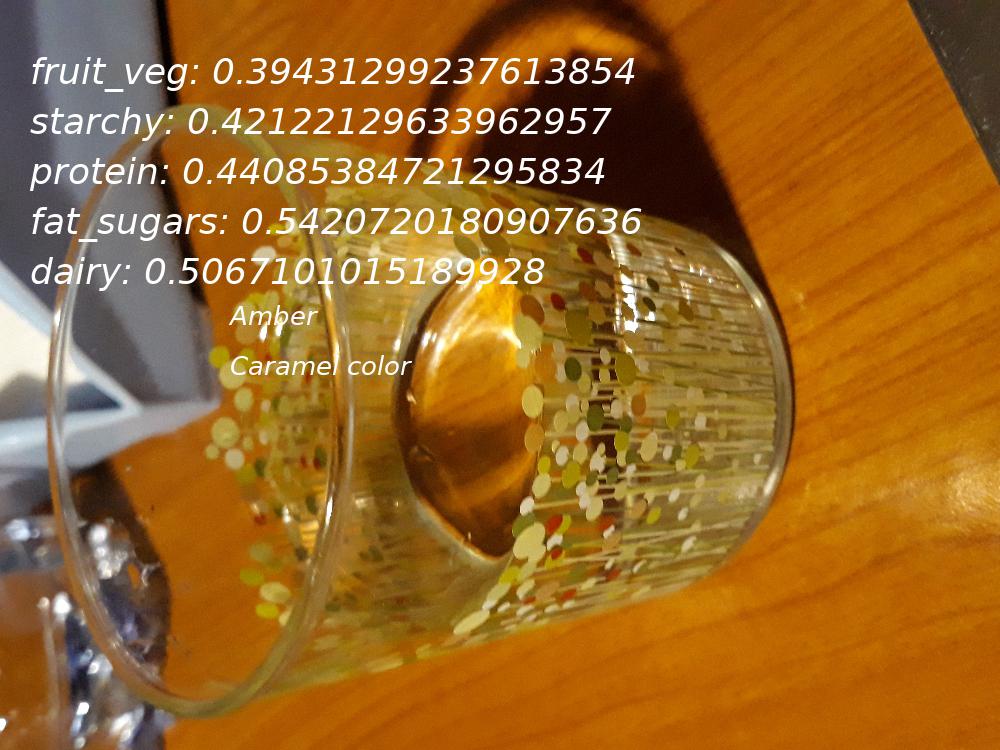 fruit_veg: 0.39431299237613854
starchy: 0.42122129633962957
protein: 0.44085384721295834
fat_sugars: 0.5420720180907636
dairy: 0.5067101015189928
Amber
Caramel color